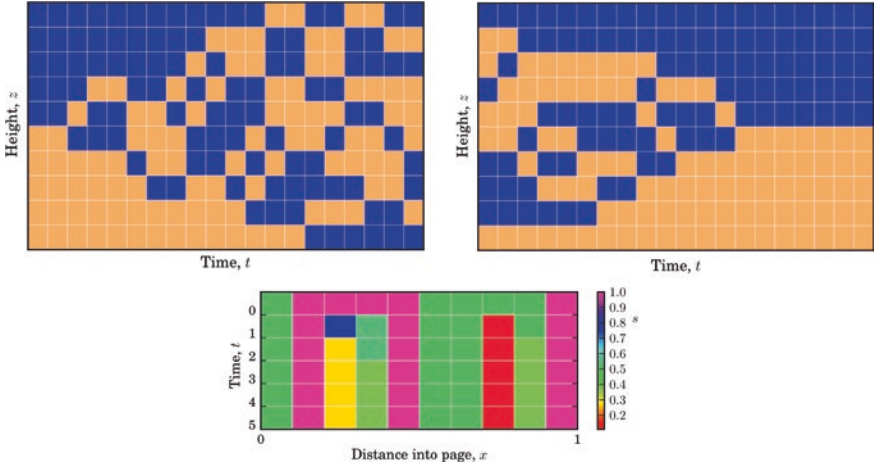 Height, z
Time, t
Height, z
Time, t
Time, t
0
1
2
3
4
5
0
1
Distance into page, x
1.0
0.9
0.8
0.7
0.6
0.5
0.4
0.3
0.2
s